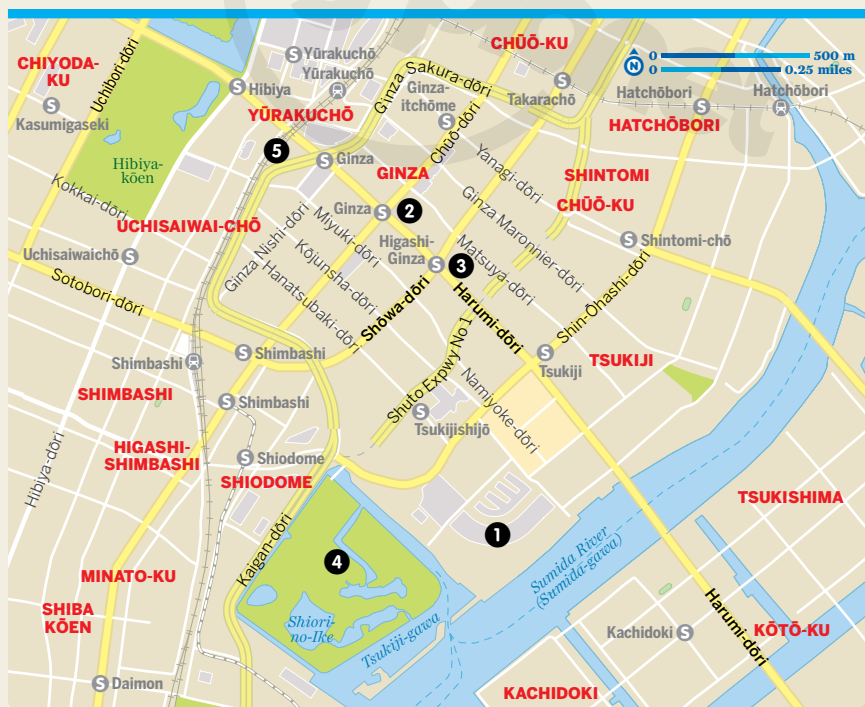 CHŪŌ-KU
0 500 m
N
0 0.25 miles
Yūrakuchō
Yūrakuchō
CHIYODA-
KU
Uchibori-dōri
Hibiya
Ginza Sakura-dōri
Ginza-
itchōme
Takarachō
Hatchōbori
Hatchōbori
Kasumigaseki
YŪRAKUCHŌ
Chūō-dōri
HATCHŌBORI
5
Ginza
Hibiya-
kōen
GINZA
Yanagi-dōri
SHINTOMI
Kokkai-dōri
CHŪŌ-KU
UCHISAIWAI-CHŌ
Ginza
2
Ginza Maronnier-dōri
Miyuki-dōri
Higashi-
Ginza
Matsuya-dōri
Shintomi-chō
Uchisaiwaichō
Ginza Nishi-dōri
Kojunsha-dōri
3
Sotobori-dōri
Hanatsubaki-dōri
Shōwa-dōri
Harumi-dōri
Shin-Ōhashi-dōri
Shimbashi
Shimbashi
Tsukiji
TSUKIJI
Shuto Expwy No 1
Namiyoke-dōri
SHIMBASHI
Shimbashi
Tsukijishijō
HIGASHI-
SHIMBASHI
Shiodome
Hibiya-dōri
SHIODOME
TSUKISHIMA
1
Kaigan-dōri
4
Sumida River
(Sumida-gawa)
MINATO-KU
SHIBA
KŌEN
Shiori-
no-Ike
Tsukiji-gawa
Harumi-dōri
Kachidoki
KŌTŌ-KU
Daimon
KACHIDOKI